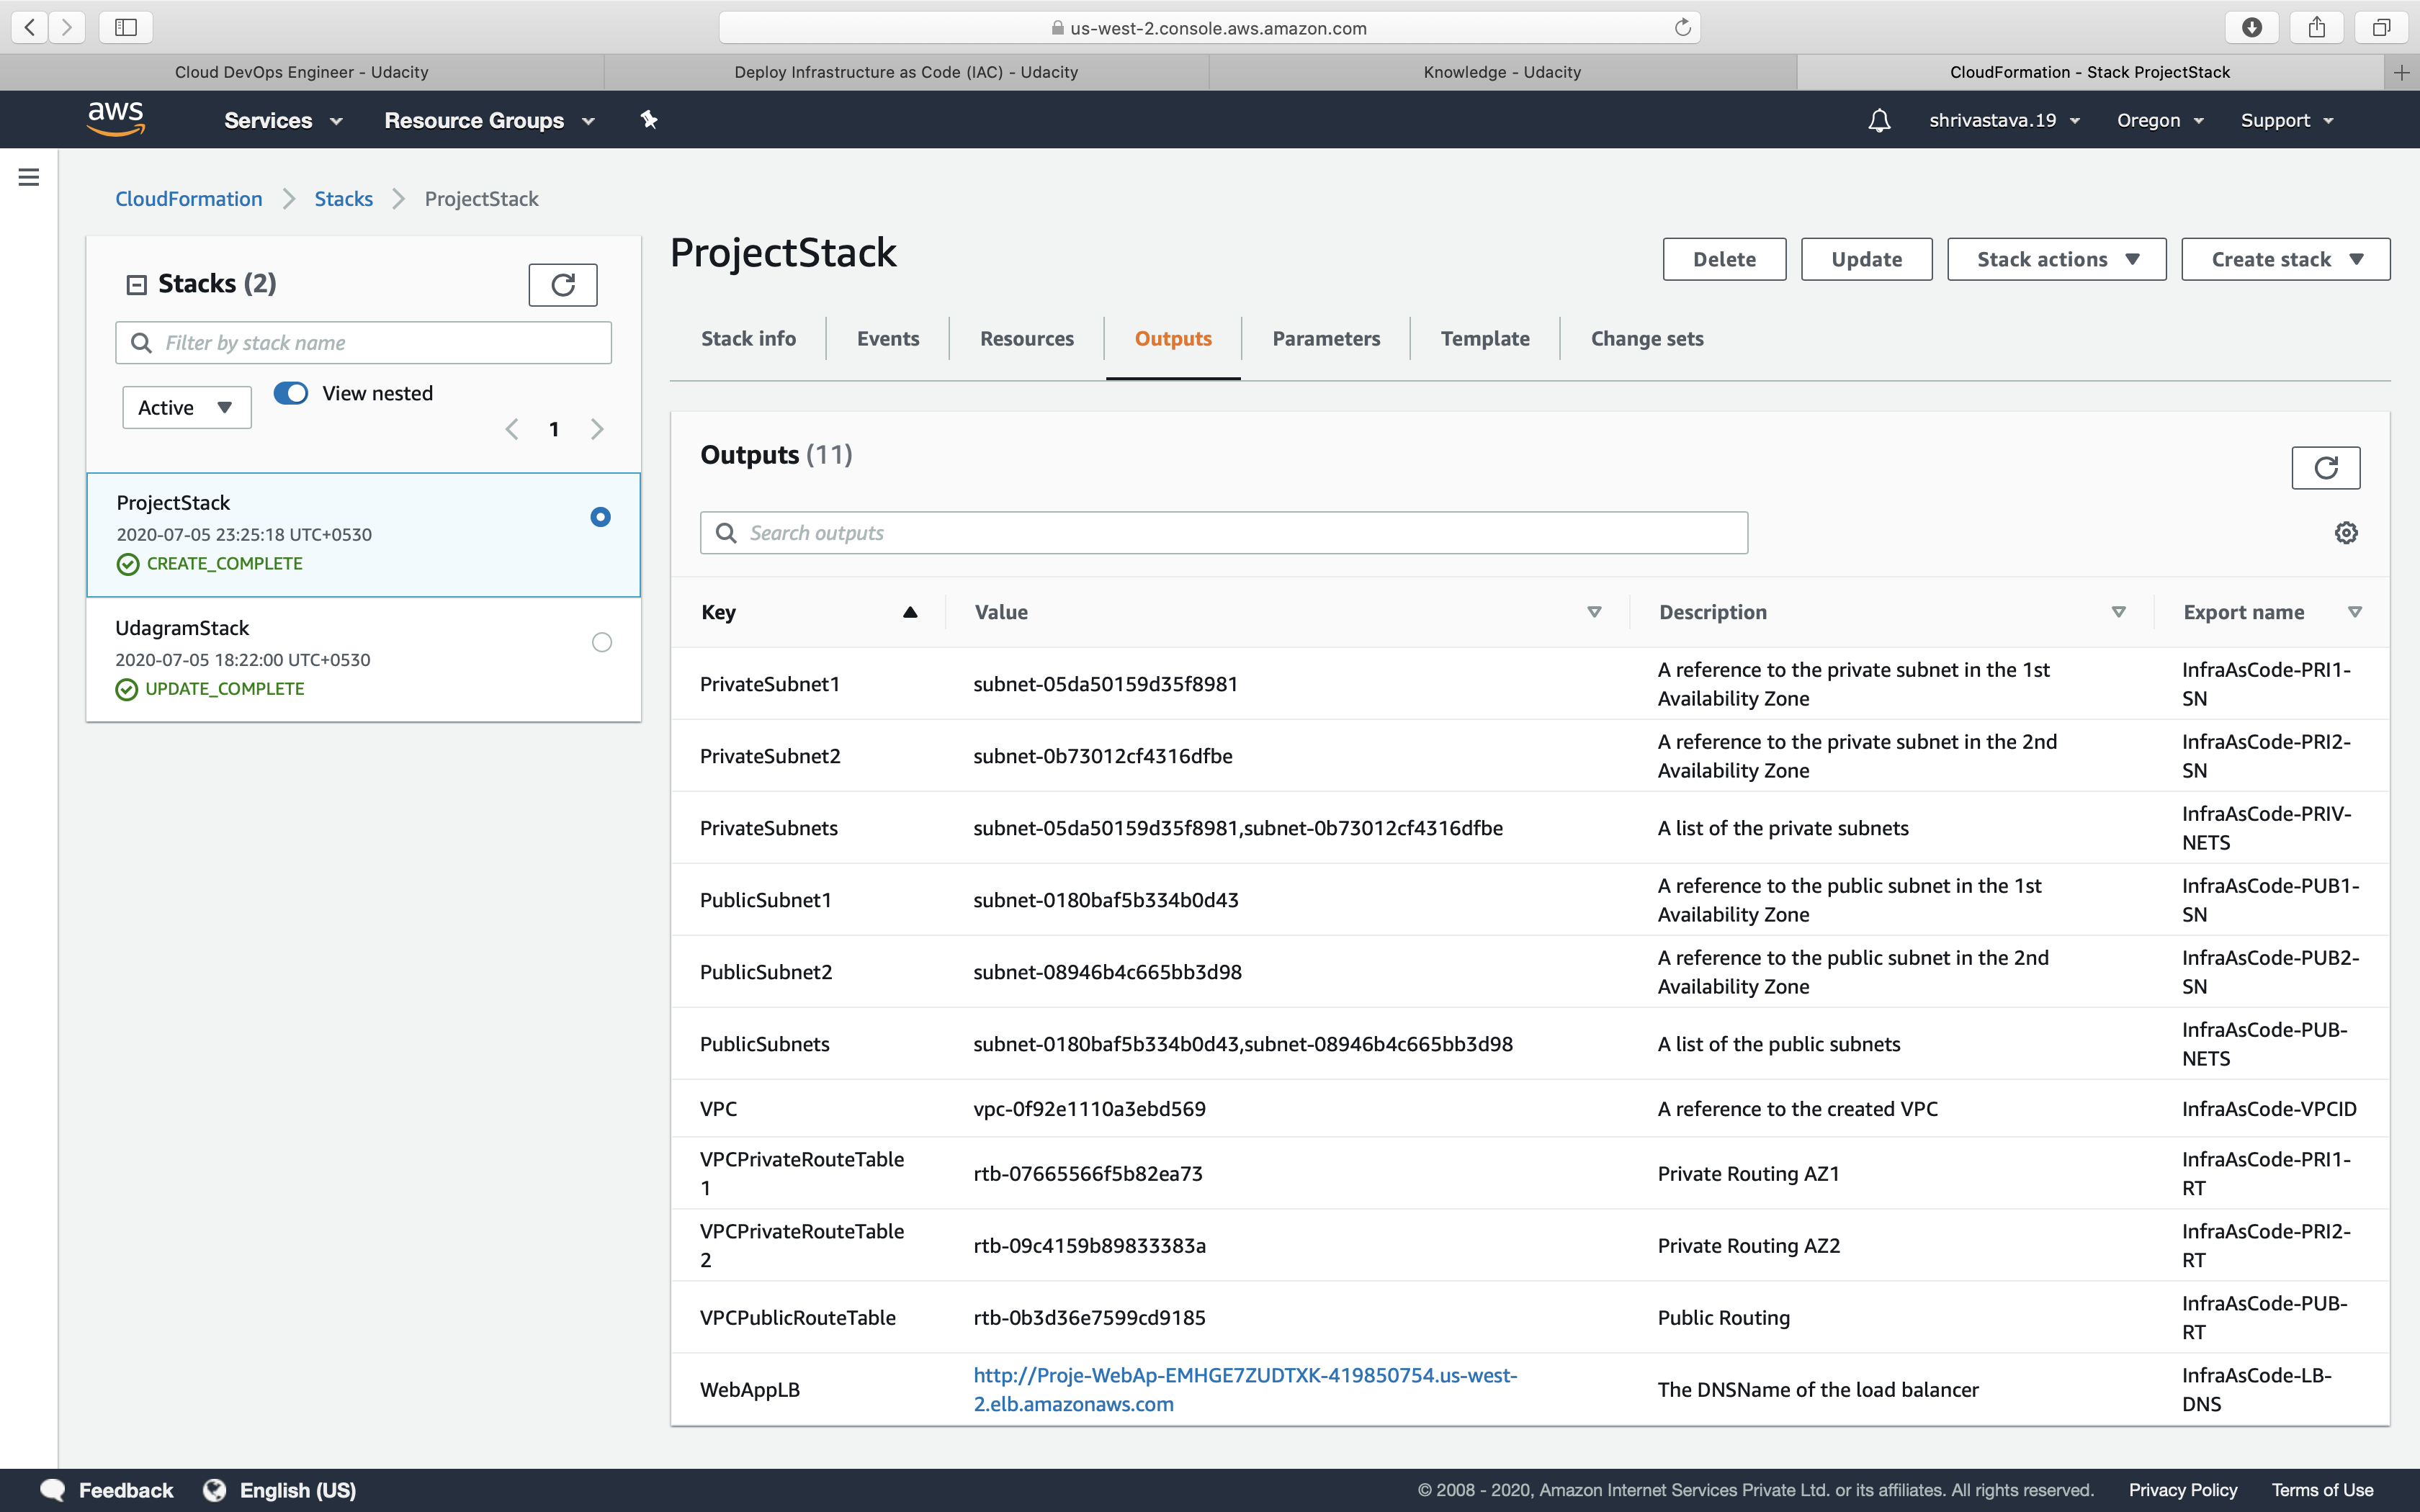 us-west-2.console.aws.amazon.com
Cloud DevOps Engineer - Udacity
Deploy Infrastructure as Code (IAC) - Udacity
Knowledge - Udacity
CloudFormation - Stack ProjectStack
aws
Services
Resource Groups
shrivastava.19
Oregon
Support
CloudFormation
Stacks
ProjectStack
Stacks (2)
Filter by stack name
Active
View nested
1
ProjectStack
2020-07-05 23:25:18 UTC+0530
CREATE_COMPLETE
UdagramStack
2020-07-05 18:22:00 UTC+0530
UPDATE_COMPLETE
ProjectStack
Delete
Update
Stack actions
Create stack
Stack info
Events
Resources
Outputs
Parameters
Template
Change sets
Outputs (11)
Search outputs
Key
Value
Description
Export name
PrivateSubnet1
subnet-05da50159d35f8981
A reference to the private subnet in the 1st
Availability Zone
InfraAsCode-PRI1-
SN
PrivateSubnet2
subnet-0b73012cf4316dfbe
A reference to the private subnet in the 2nd
Availability Zone
InfraAsCode-PRI2-
SN
PrivateSubnets
subnet-05da50159d35f8981,subnet-0b73012cf4316dfbe
A list of the private subnets
InfraAsCode-PRIV-
NETS
PublicSubnet1
subnet-0180baf5b334b0d43
A reference to the public subnet in the 1st
Availability Zone
InfraAsCode-PUB1-
SN
PublicSubnet2
subnet-08946b4c665bb3d98
A reference to the public subnet in the 2nd
Availability Zone
InfraAsCode-PUB2-
SN
PublicSubnets
subnet-0180baf5b334b0d43,subnet-08946b4c665bb3d98
A list of the public subnets
InfraAsCode-PUB-
NETS
VPC
vpc-0f92e1110a3ebd569
A reference to the created VPC
InfraAsCode-VPCID
VPCPrivateRouteTable
1
rtb-07665566f5b82ea73
Private Routing AZ1
InfraAsCode-PRI1-
RT
VPCPrivateRouteTable
2
rtb-09c4159b89833383a
Private Routing AZ2
InfraAsCode-PRI2-
RT
VPCPublicRouteTable
rtb-0b3d36e7599cd9185
Public Routing
InfraAsCode-PUB-
RT
WebAppLB
http://Proje-WebAp-EMHGE7ZUDTXK-419850754.us-west-
2.elb.amazonaws.com
The DNSName of the load balancer
InfraAsCode-LB-
DNS
Feedback
English (US)
© 2008 - 2020, Amazon Internet Services Private Ltd. or its affiliates. All rights reserved.
Privacy Policy
Terms of Use